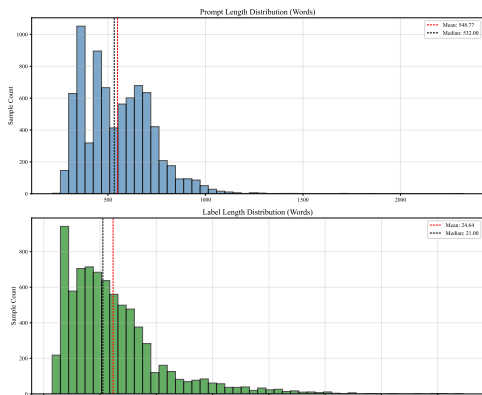 Prompt Length Distribution (Words)
Mean: 548.77
Median: 532.00
Sample Count
1000
800
600
400
200
0
500
1000
1500
2000
Label Length Distribution (Words)
Mean: 24.64
Median: 21.00
Sample Count
800
600
400
200
0